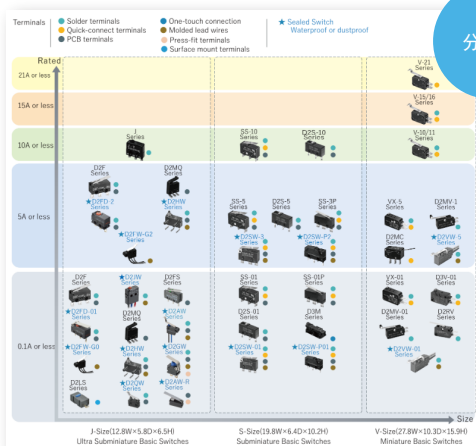 Terminals
Solder terminals
Quick-connect terminals
PCB terminals
One-touch connection
Molded lead wires
Press-fit terminals
Surface mount terminals
★ Sealed Switch
Waterproof or dustproof
分
Rated
21A or less
V-21
Series
15A or less
V-15/16
Series
10A or less
J
Series
SS-10
Series
D2S-10
Series
V-10/11
Series
5A or less
D2F
Series
D2MQ
Series
★D2FD-2
Series
★D2HW
Series
★D2FW-G2
Series
SS-5
Series
D2S-5
Series
SS-3P
Series
★D2SW-3
Series
★D2SW-P2
Series
VX-5
Series
D2MV-1
Series
D2MC
Series
★D2VW-5
Series
0.1A or less
D2F
Series
★D2JW
Series
D2FS
Series
★D2FD-01
Series
D2MQ
Series
★D2AW
Series
★D2FW-G0
Series
★D2HW
Series
★D2GW
Series
D2LS
Series
★D2QW
Series
★D2AW-R
Series
SS-01
Series
SS-01P
Series
D2S-01
Series
D3M
Series
★D2SW-01
Series
★D2SW-P01
Series
VX-01
Series
D3V-01
Series
D2MV-01
Series
D2RV
Series
★D2VW-01
Series
Size
J-Size(12.8W×5.8D×6.5H)
Ultra Subminiature Basic Switches
S-Size(19.8W×6.4D×10.2H)
Subminiature Basic Switches
V-Size(27.8W×10.3D×15.9H)
Miniature Basic Switches